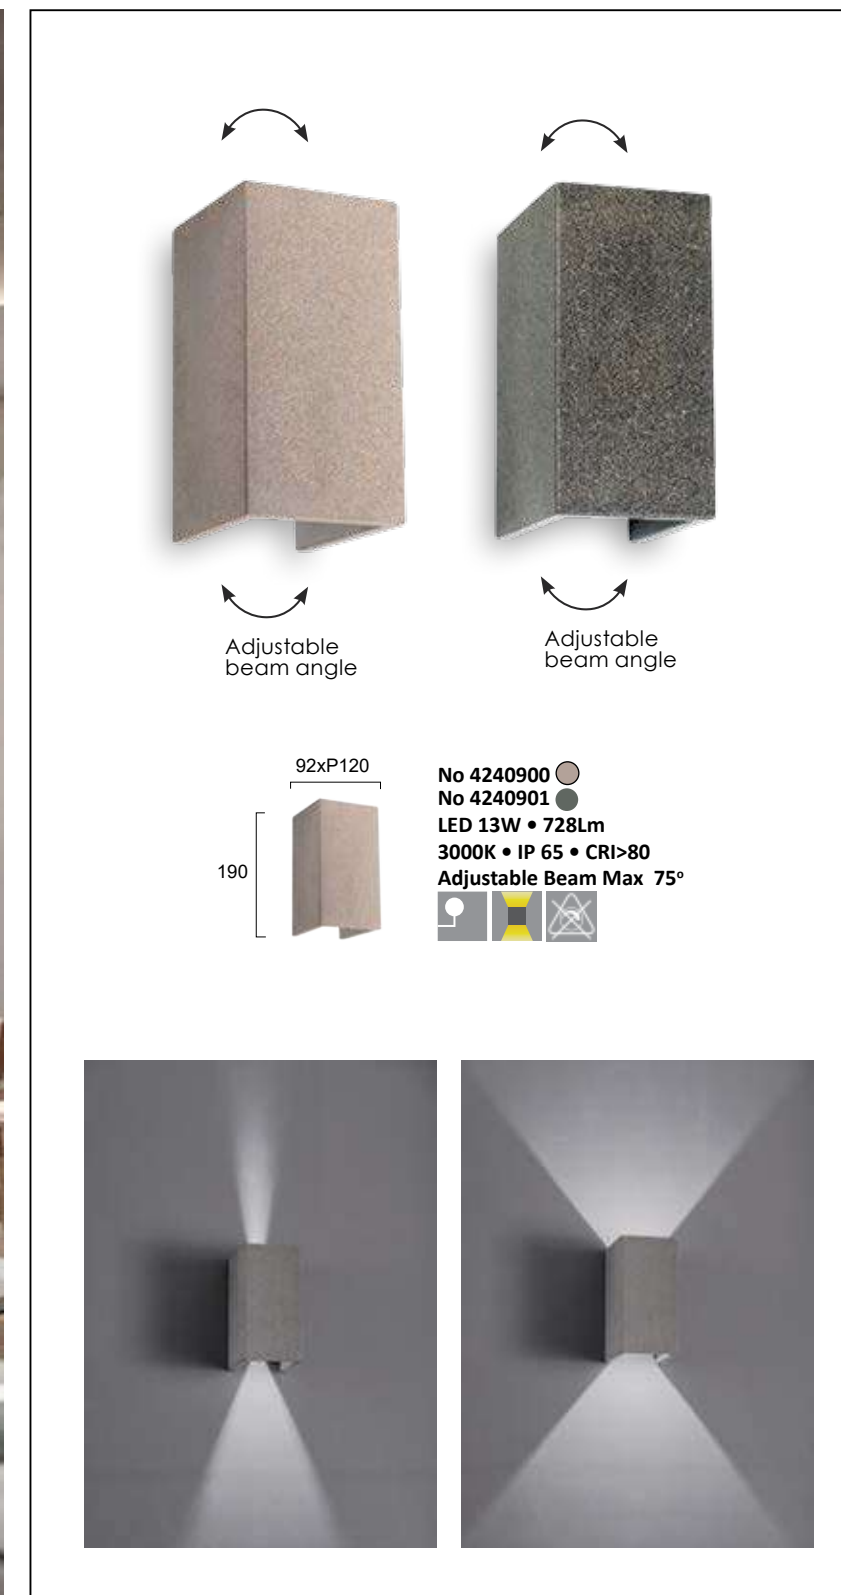 Adjustable
beam angle
Adjustable
beam angle
92xP120
190
No 4240900
No 4240901
LED 13W • 728Lm
3000K • IP 65 • CRI>80
Adjustable Beam Max 75º